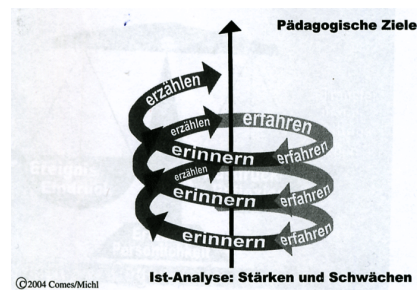 Pädagogische Ziele
erzählen
erzählen
erfahren
erinnern
erfahren
erzählen
erinnern
erfahren
erinnern
erfahren
Ist-Analyse: Stärken und Schwächen
©2004 Comes/Michl